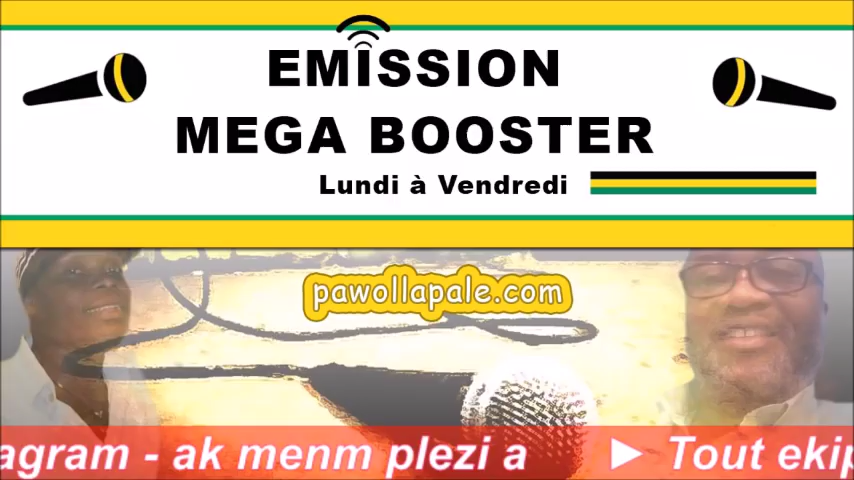 EMISSION
MEGA BOOSTER
Lundi à Vendredi
pawollapale.com
agram - ak menm plezi a ► Tout ekip